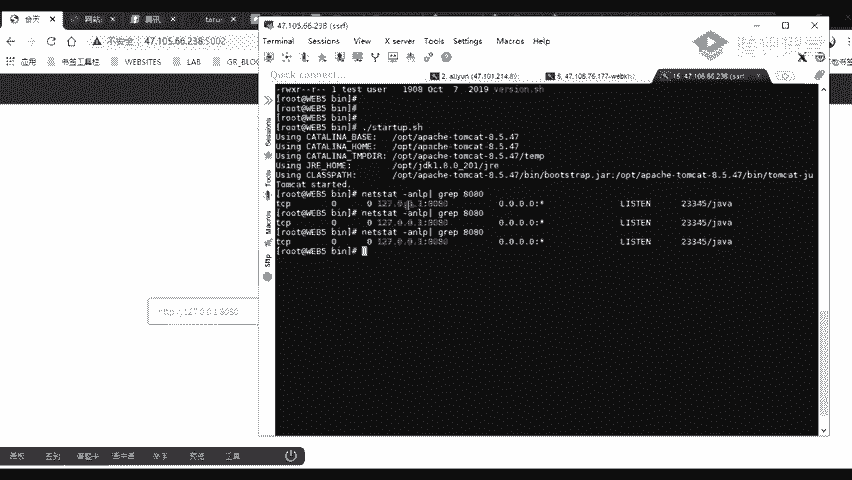 47.105.66.238 (ssrf)
Terminal Sessions View X server Tools Settings Macros Help
Quick connect...
2. aliyun (47.101.214.85)
15. 47.105.66.238 (ssrf)
47.105.66.238:5002
应用
书签工具栏
WEBSITES
LAB
GR_BLOG
-rwxr--r-- 1 test user 1908 Oct 7 2019 version.sh
[root@WEB5 bin]#
[root@WEB5 bin]#
[root@WEB5 bin]#
[root@WEB5 bin]# ./startup.sh
Using CATALINA_BASE: /opt/apache-tomcat-8.5.47
Using CATALINA_HOME: /opt/apache-tomcat-8.5.47
Using CATALINA_TMPDIR: /opt/apache-tomcat-8.5.47/temp
Using JRE_HOME: /opt/jdk1.8.0_201/jre
Using CLASSPATH: /opt/apache-tomcat-8.5.47/bin/bootstrap.jar:/opt/apache-tomcat-8.5.47/bin/tomcat-ju
Tomcat started.
[root@WEB5 bin]# netstat -anlp| grep 8080
tcp 0 0 127.0.0.1:8080 0.0.0.0:* LISTEN 23345/java
[root@WEB5 bin]# netstat -anlp| grep 8080
tcp 0 0 127.0.0.1:8080 0.0.0.0:* LISTEN 23345/java
[root@WEB5 bin]# netstat -anlp| grep 8080
tcp 0 0 127.0.0.1:8080 0.0.0.0:* LISTEN 23345/java
[root@WEB5 bin]#
Sessions
Tools
Macros
Sftp
http://127.0.0.1:8080